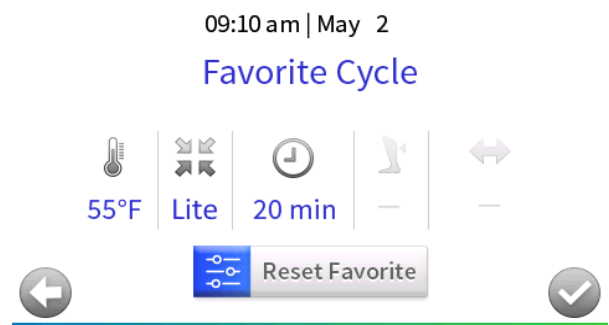 09:10 am | May 2
Favorite Cycle
55°F Lite 20 min — —
Reset Favorite